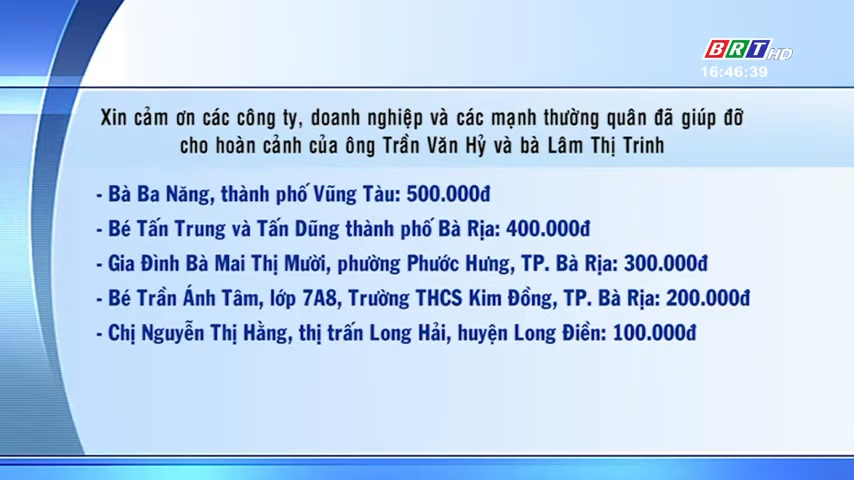 BRT HD
16:46:39
Xin cảm ơn các công ty, doanh nghiệp và các mạnh thường quân đã giúp đỡ
cho hoàn cảnh của ông Trần Văn Hỷ và bà Lâm Thị Trinh
- Bà Ba Năng, thành phố Vũng Tàu: 500.000đ
- Bé Tấn Trung và Tấn Dũng thành phố Bà Rịa: 400.000đ
- Gia Đình Bà Mai Thị Mười, phường Phước Hưng, TP. Bà Rịa: 300.000đ
- Bé Trần Ánh Tâm, lớp 7A8, Trường THCS Kim Đồng, TP. Bà Rịa: 200.000đ
- Chị Nguyễn Thị Hằng, thị trấn Long Hải, huyện Long Điền: 100.000đ